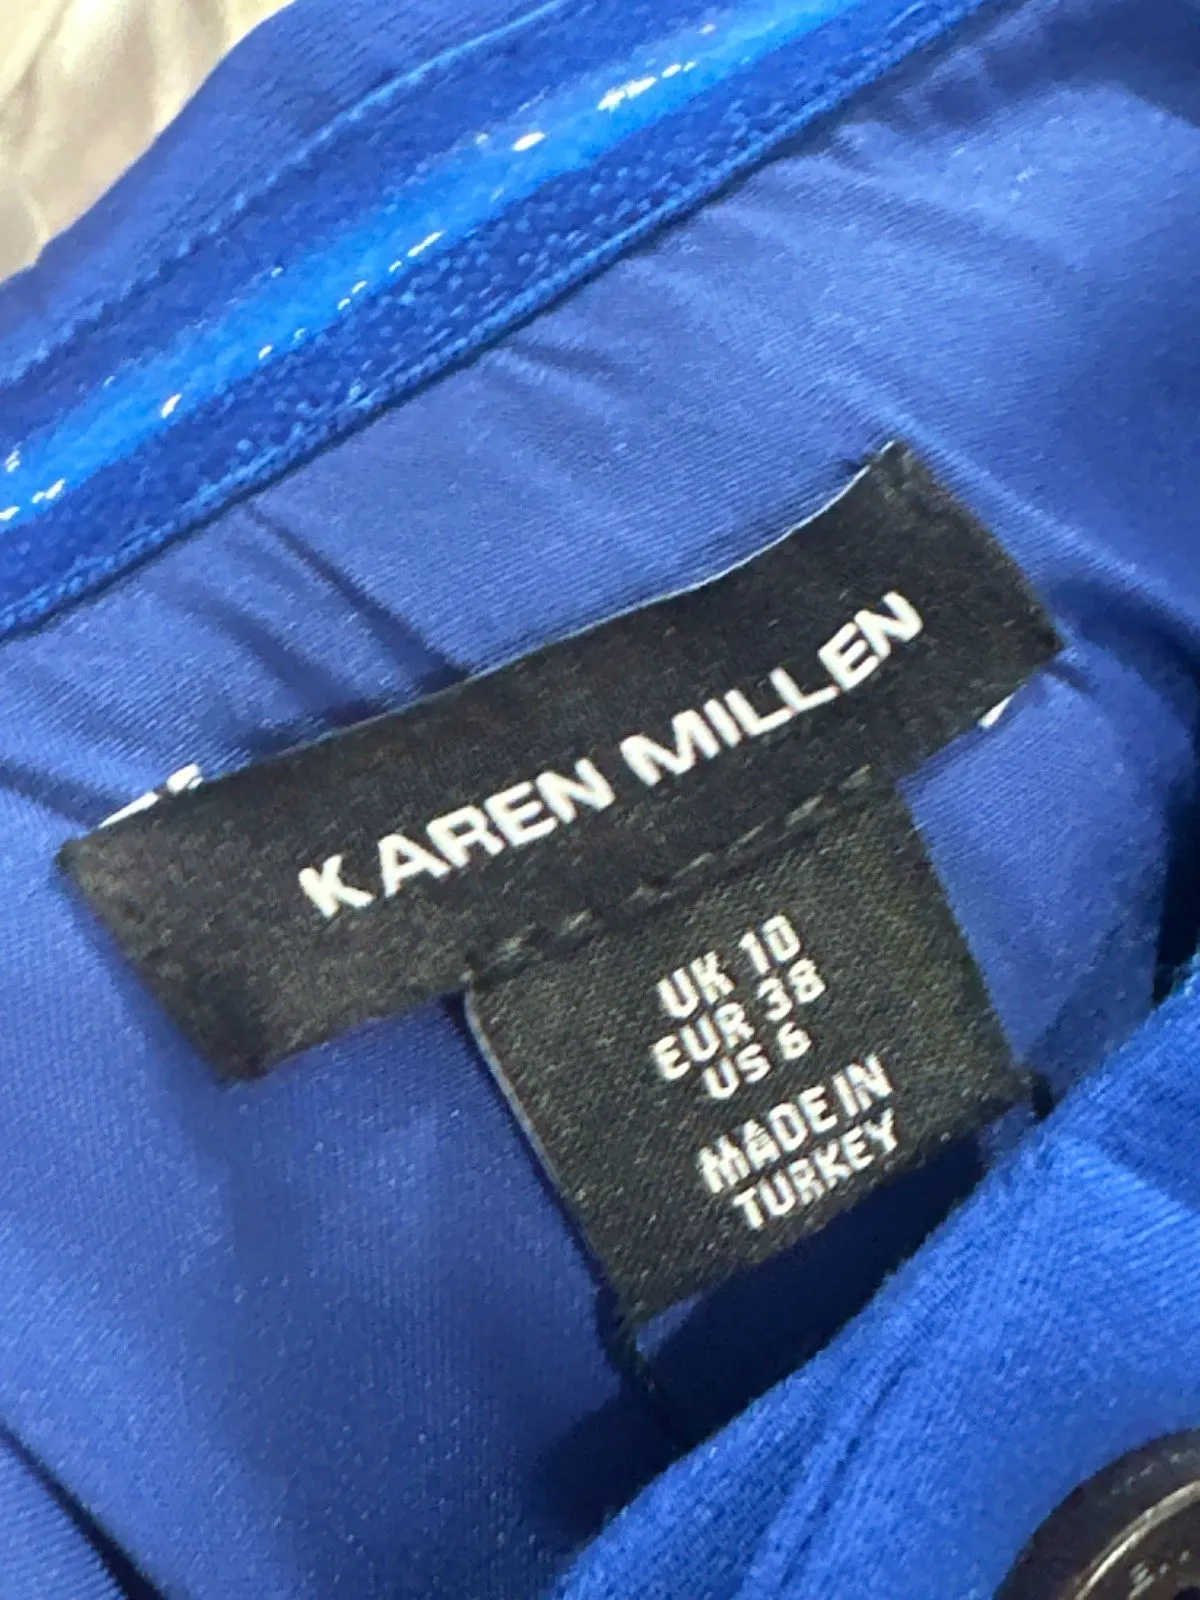 KAREN MILLEN
UK 10
EUR 38
US 6
MADE IN
TURKEY